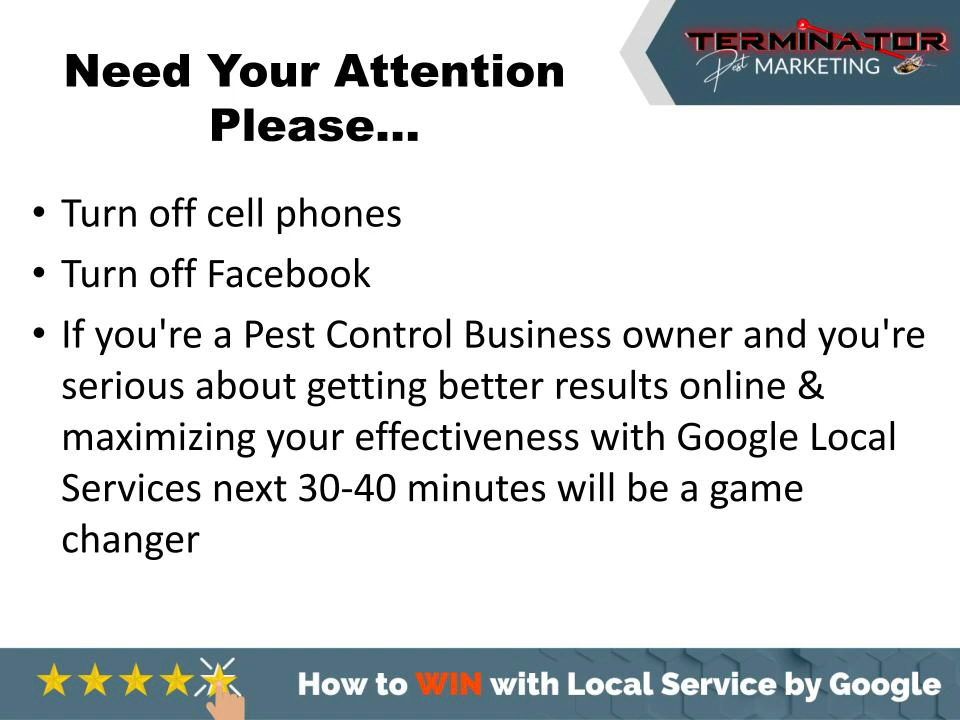 TERMINATOR
Pest MARKETING
Need Your Attention
Please...
• Turn off cell phones
• Turn off Facebook
• If you're a Pest Control Business owner and you're
serious about getting better results online &
maximizing your effectiveness with Google Local
Services next 30-40 minutes will be a game
changer
How to WIN with Local Service by Google